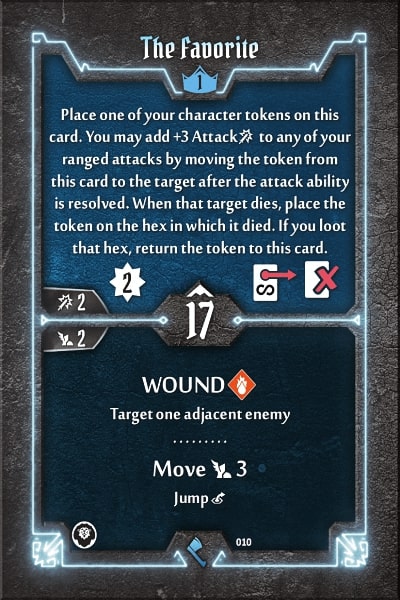 The Favorite
1
Place one of your character tokens on this
card. You may add +3 Attack to any of your
ranged attacks by moving the token from
this card to the target after the attack ability
is resolved. When that target dies, place the
token on the hex in which it died. If you loot
that hex, return the token to this card.
2
S
2
17
2
WOUND
Target one adjacent enemy
Move 3
Jump
010